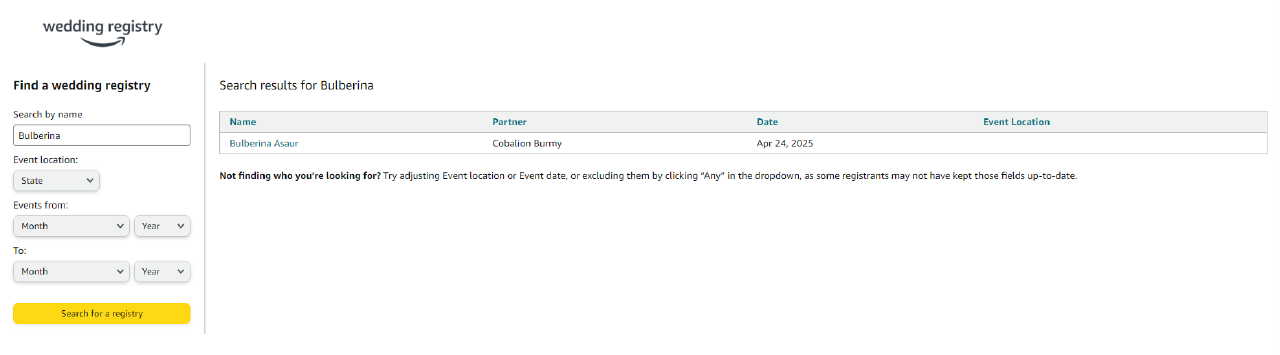 wedding registry
Find a wedding registry
Search by name
Bulberina
Event location:
State
Events from:
Month Year
To:
Month Year
Search for a registry
Search results for Bulberina
Name Partner Date Event Location
Bulberina Asaur Cobalion Burmy Apr 24, 2025
Not finding who you're looking for? Try adjusting Event location or Event date, or excluding them by clicking “Any” in the dropdown, as some registrants may not have kept those fields up-to-date.